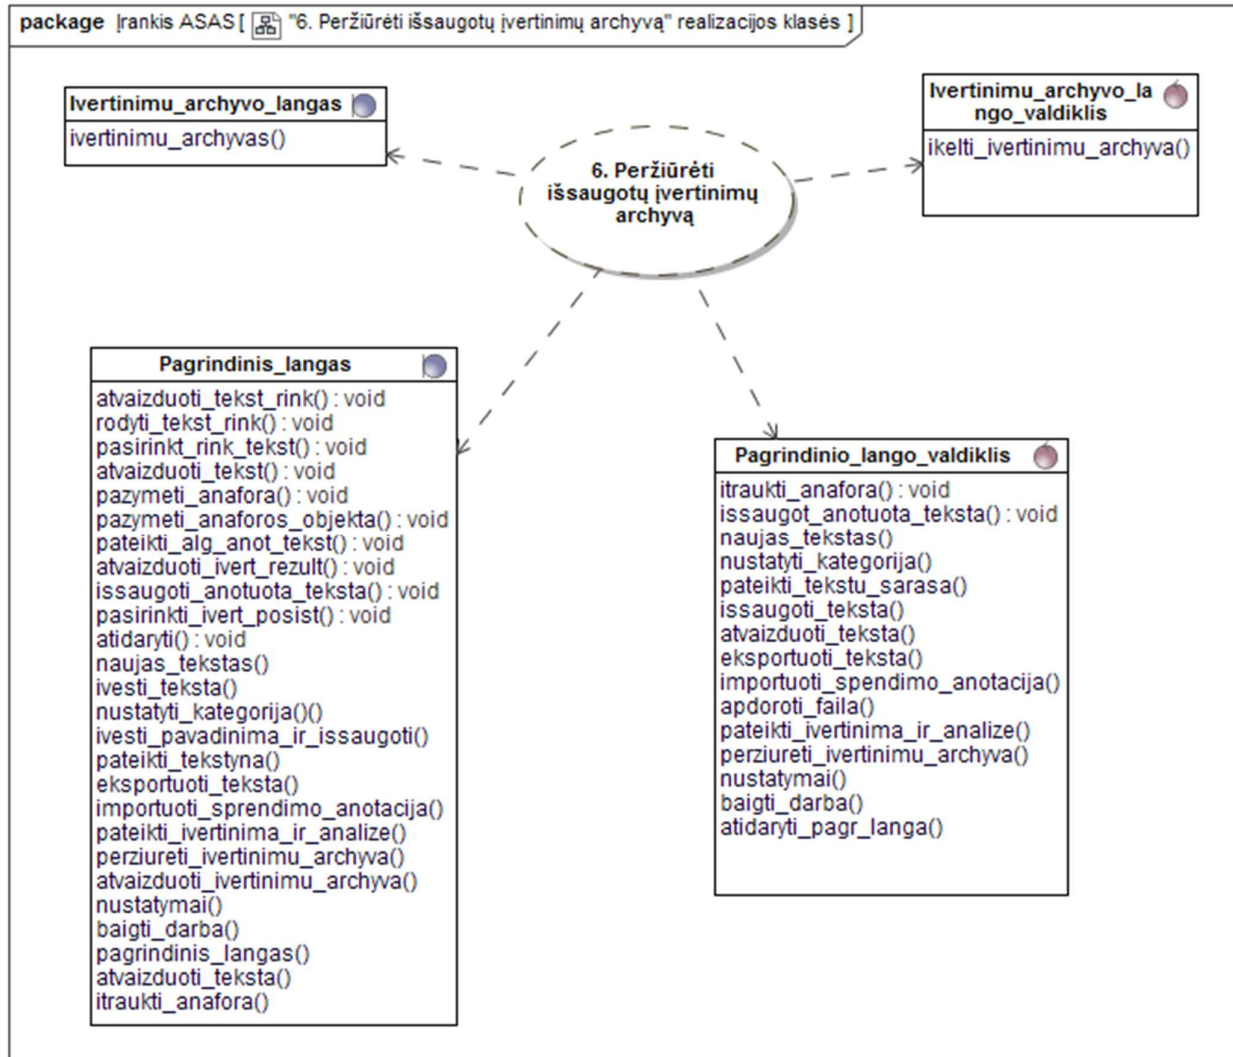 package Įrankis ASAS [ "6. Peržiūrėti išsaugotų įvertinimų archyvą" realizacijos klasės ]
Ivertinimu_archyvo_langas
ivertinimu_archyvas()
Ivertinimu_archyvo_la
ngo_valdiklis
ikelti_ivertinimu_archyva()
6. Peržiūrėti
išsaugotų įvertinimų
archyvą
Pagrindinis_langas
atvaizduoti_tekst_rink() : void
rodyti_tekst_rink() : void
pasirinkt_rink_tekst() : void
atvaizduoti_tekst() : void
pazymeti_anafora() : void
pazymeti_anaforos_objekta() : void
pateikti_alg_anot_tekst() : void
atvaizduoti_ivert_rezult() : void
issaugoti_anotuota_teksta() : void
pasirinkti_ivert_posist() : void
atidaryti() : void
naujas_tekstas()
ivesti_teksta()
nustatyti_kategorija()()
ivesti_pavadinima_ir_issaugoti()
pateikti_tekstyna()
eksportuoti_teksta()
importuoti_sprendimo_anotacija()
pateikti_ivertinima_ir_analize()
perziureti_ivertinimu_archyva()
atvaizduoti_ivertinimu_archyva()
nustatymai()
baigti_darba()
pagrindinis_langas()
atvaizduoti_teksta()
itraukti_anafora()
Pagrindinio_lango_valdiklis
itraukti_anafora() : void
issaugot_anotuota_teksta() : void
naujas_tekstas()
nustatyti_kategorija()
pateikti_tekstu_sarasa()
issaugoti_teksta()
atvaizduoti_teksta()
eksportuoti_teksta()
importuoti_spendimo_anotacija()
apdoroti_faila()
pateikti_ivertinima_ir_analize()
perziureti_ivertinimu_archyva()
nustatymai()
baigti_darba()
atidaryti_pagr_langa()